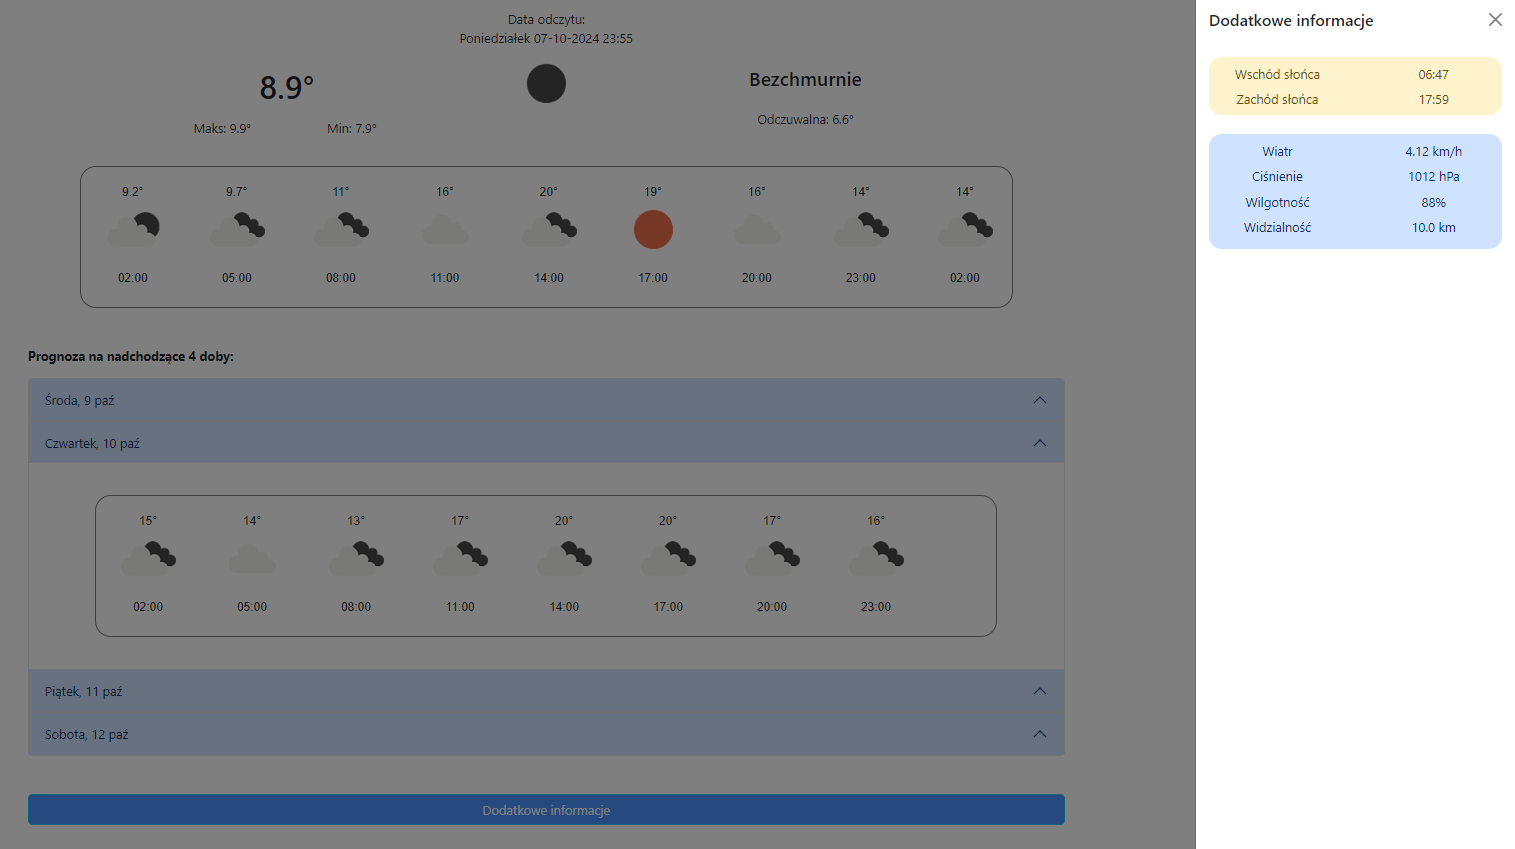 Data odczytu:
Poniedziałek 07-10-2024 23:55
8.9°
Maks: 9.9° Min: 7.9°
Bezchmurnie
Odczuwalna: 6.6°
9.2° 9.7° 11° 16° 20° 19° 16° 14° 14°
02:00 05:00 08:00 11:00 14:00 17:00 20:00 23:00 02:00
Prognoza na nadchodzące 4 doby:
Środa, 9 paź
Czwartek, 10 paź
15° 14° 13° 17° 20° 20° 17° 16°
02:00 05:00 08:00 11:00 14:00 17:00 20:00 23:00
Piątek, 11 paź
Sobota, 12 paź
Dodatkowe informacje
Dodatkowe informacje
Wschód słońca 06:47
Zachód słońca 17:59
Wiatr 4.12 km/h
Ciśnienie 1012 hPa
Wilgotność 88%
Widzialność 10.0 km